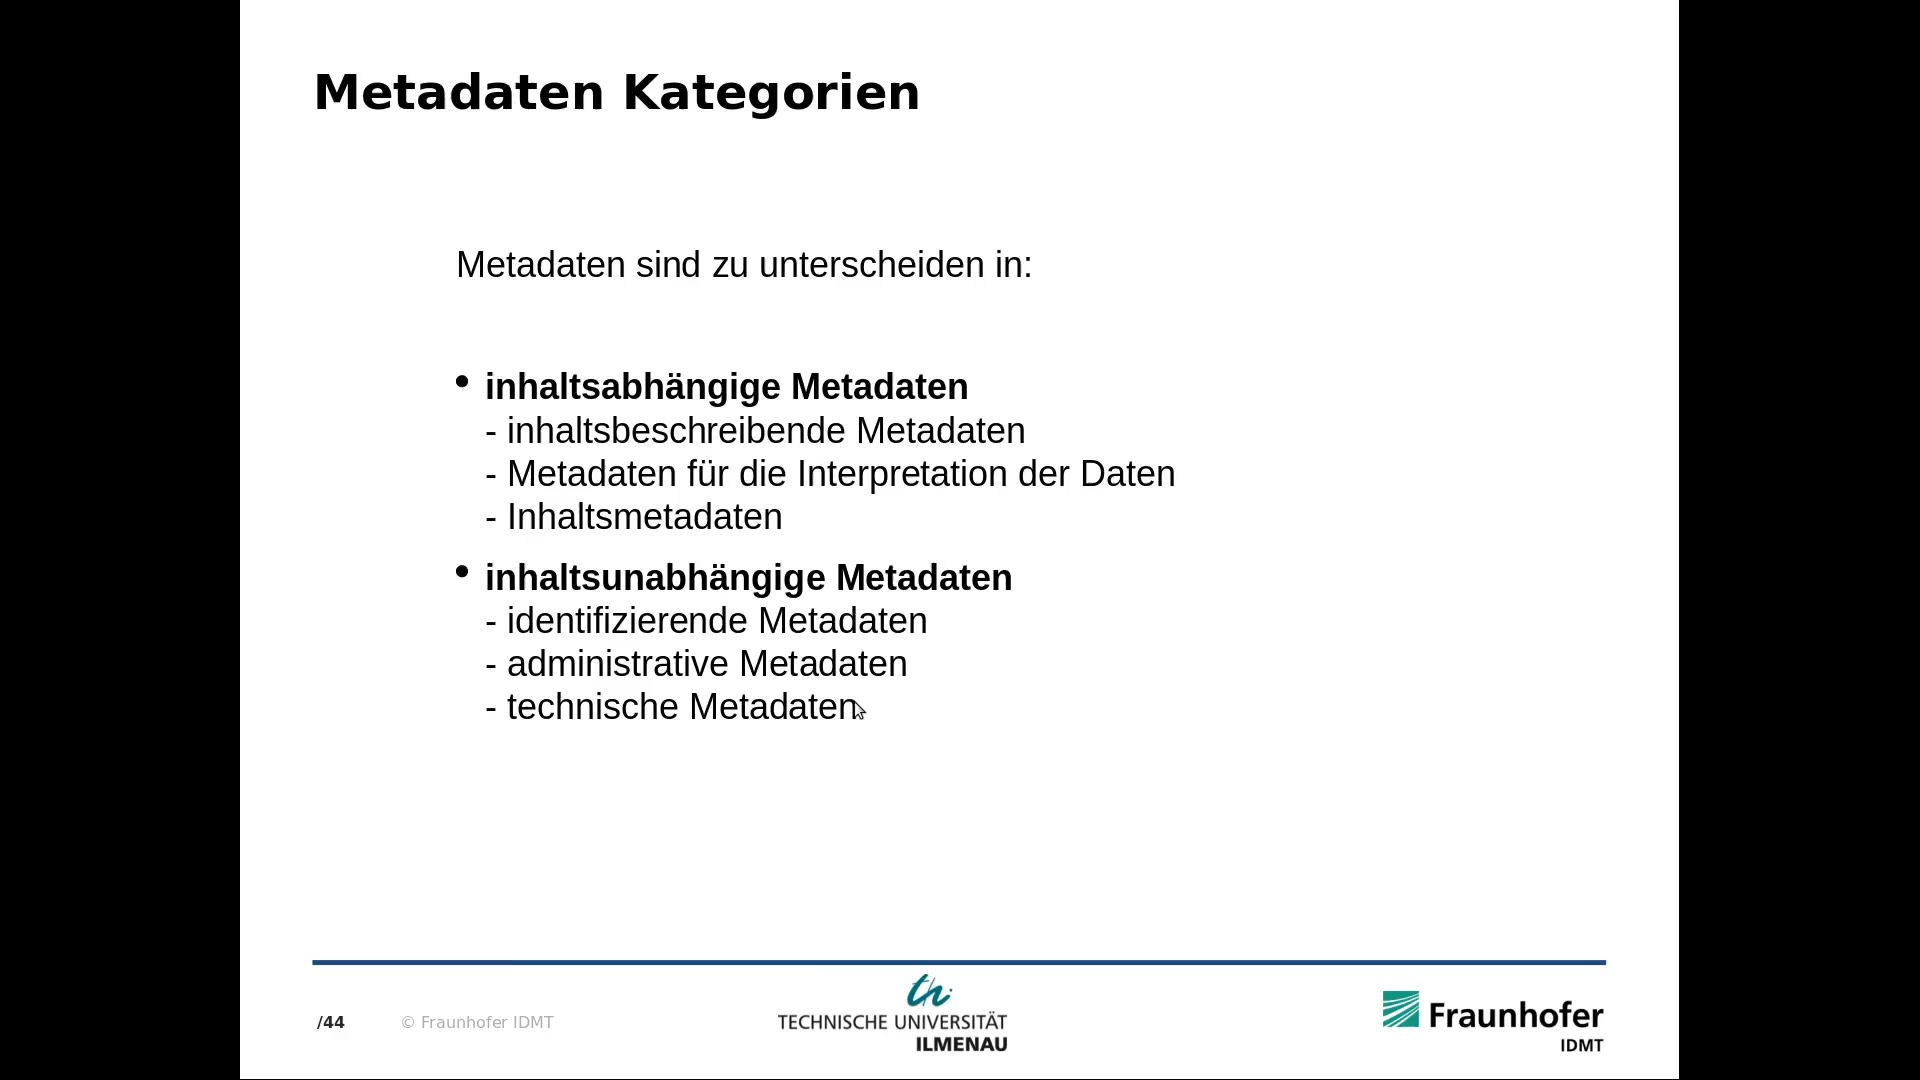 Metadaten Kategorien
Metadaten sind zu unterscheiden in:
• inhaltsabhängige Metadaten
- inhaltsbeschreibende Metadaten
- Metadaten für die Interpretation der Daten
- Inhaltsmetadaten
• inhaltsunabhängige Metadaten
- identifizierende Metadaten
- administrative Metadaten
- technische Metadaten
/44
© Fraunhofer IDMT
th
TECHNISCHE UNIVERSITÄT
ILMENAU
Fraunhofer
IDMT